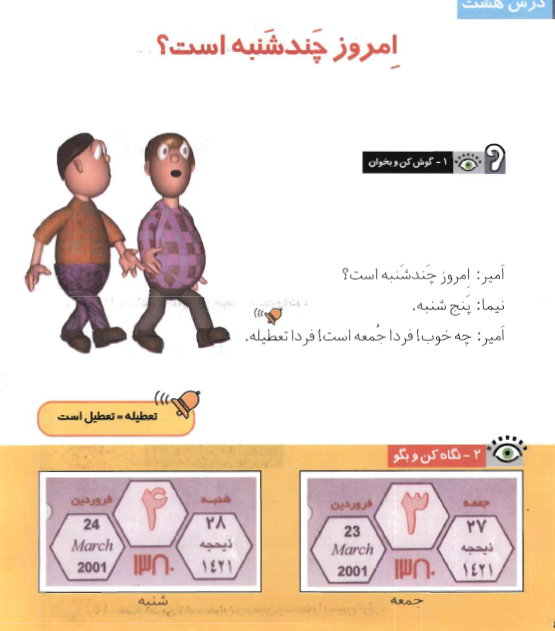 درس هشت
اِمروز چَندشَنبه است؟
۱ - گوش کن و بخوان
اَمیر: اِمروز چَندشَنبه است؟
نیما: پَنج شنبه.
اَمیر: چه خوب! فردا جُمعه است! فردا تعطیله.
تعطیله = تعطیل است
۲ - نگاه کن و بگو
جمعه ۳ فروردین
۲۷ ذیحجه ۱۴۲۱
23 March 2001
۱۳۸۰
جمعه
شنبه ۴ فروردین
۲۸ ذیحجه ۱۴۲۱
24 March 2001
۱۳۸۰
شنبه